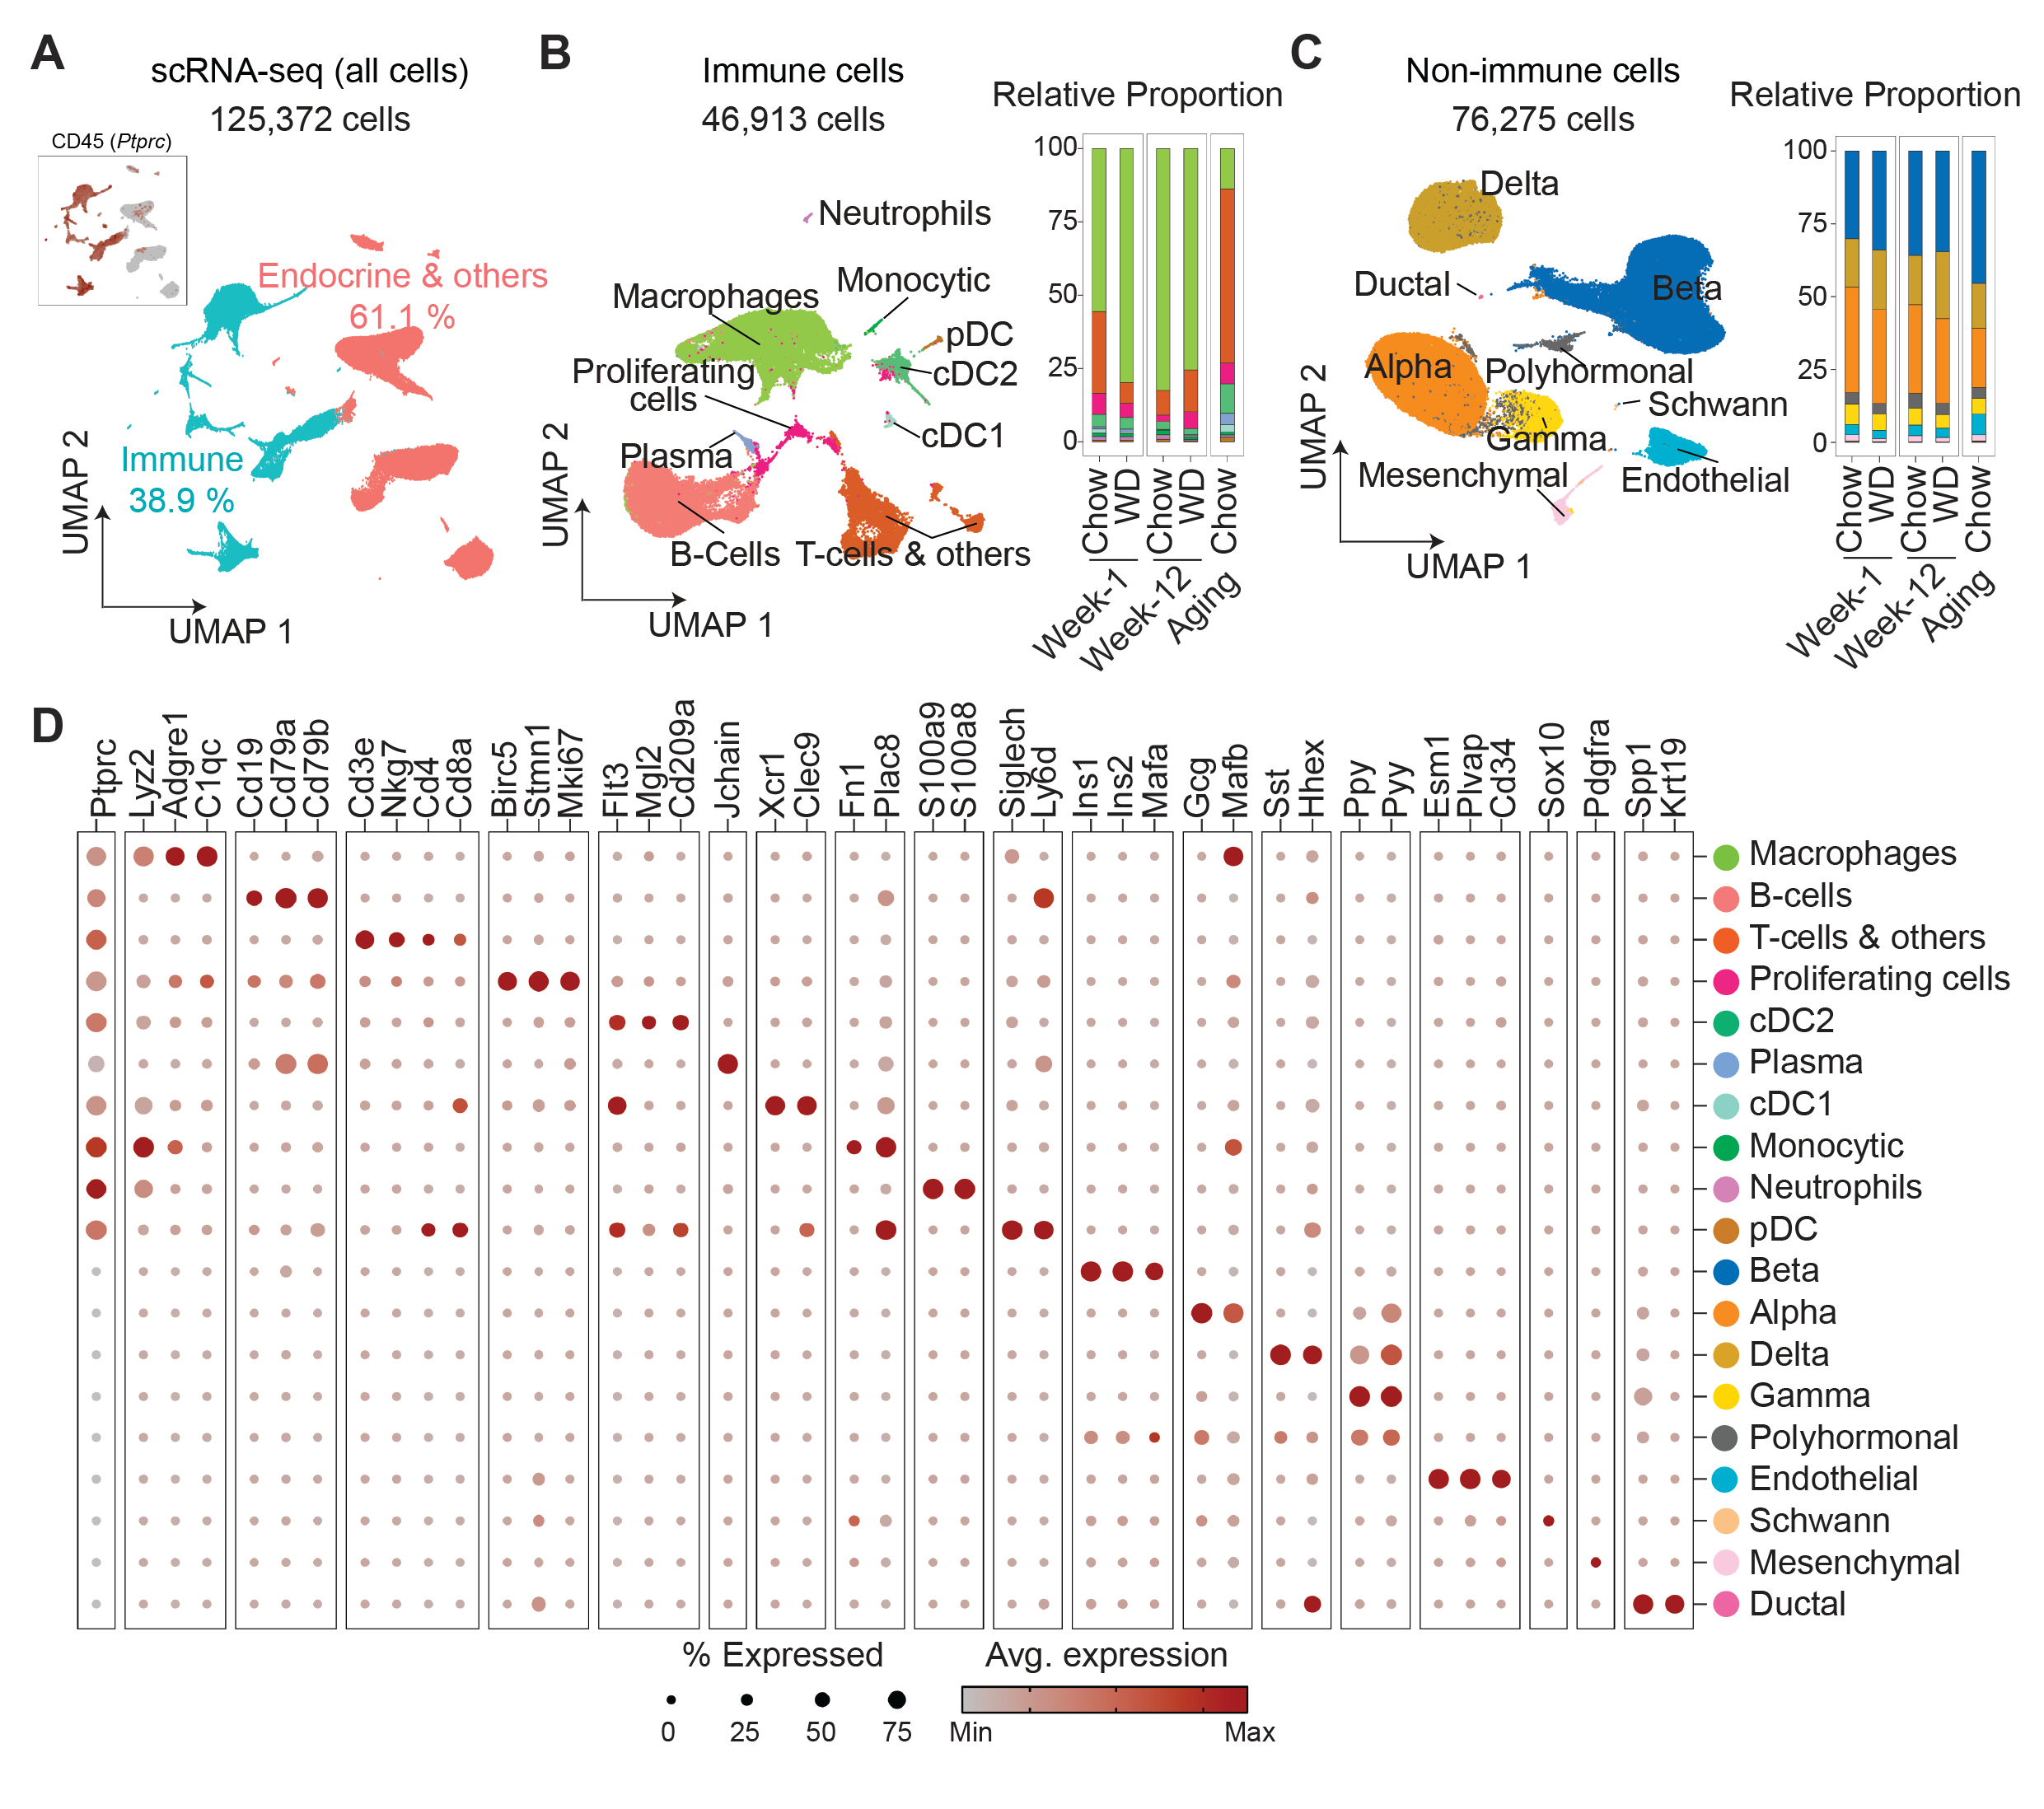 A
scRNA-seq (all cells)
125,372 cells
CD45 (Ptprc)
Endocrine & others
61.1 %
Immune
38.9 %
UMAP 2
UMAP 1
B
Immune cells
46,913 cells
Neutrophils
Monocytic
Macrophages
pDC
cDC2
Proliferating
cells
cDC1
Plasma
B-Cells
T-cells & others
UMAP 2
UMAP 1
Relative Proportion
100
75
50
25
0
Chow
WD
Chow
WD
Chow
Week-1
Week-12
Aging
C
Non-immune cells
76,275 cells
Delta
Ductal
Beta
Alpha
Polyhormonal
Schwann
Gamma
Mesenchymal
Endothelial
UMAP 2
UMAP 1
Relative Proportion
100
75
50
25
0
Chow
WD
Chow
WD
Chow
Week-1
Week-12
Aging
D
Ptprc
Lyz2
Adgre1
C1qc
Cd19
Cd79a
Cd79b
Cd3e
Nkg7
Cd4
Cd8a
Birc5
Stmn1
Mki67
Flt3
Mgl2
Cd209a
Jchain
Xcr1
Clec9
Fn1
Plac8
S100a9
S100a8
Siglech
Ly6d
Ins1
Ins2
Mafa
Gcg
Mafb
Sst
Hhex
Ppy
Pyy
Esm1
Plvap
Cd34
Sox10
Pdgfra
Spp1
Krt19
Macrophages
B-cells
T-cells & others
Proliferating cells
cDC2
Plasma
cDC1
Monocytic
Neutrophils
pDC
Beta
Alpha
Delta
Gamma
Polyhormonal
Endothelial
Schwann
Mesenchymal
Ductal
% Expressed
0
25
50
75
Avg. expression
Min
Max